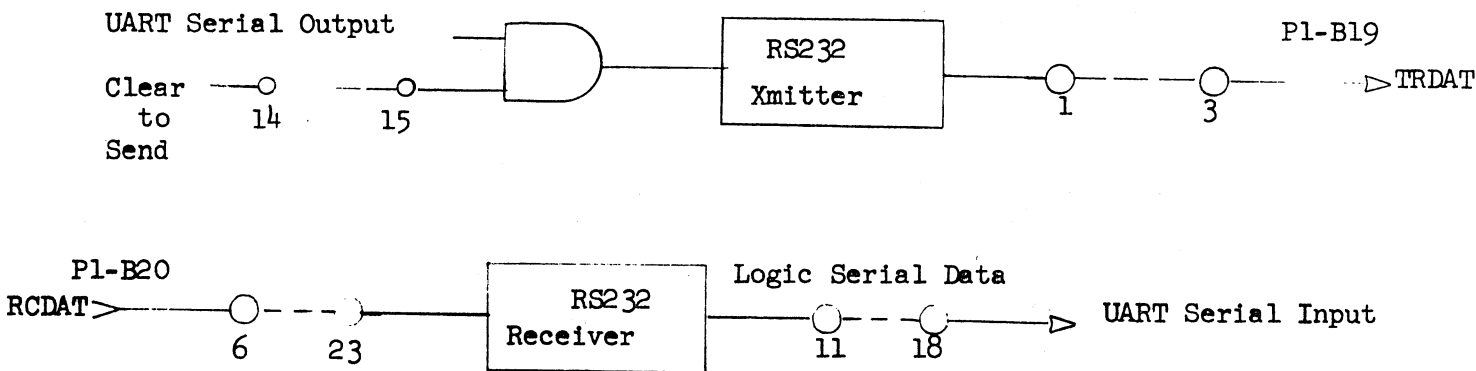 UART Serial Output
RS232
Xmitter
P1-B19
TRDAT
Clear
to
Send
14
15
1
3
P1-B20
RCDAT
6
23
RS232
Receiver
Logic Serial Data
11
18
UART Serial Input